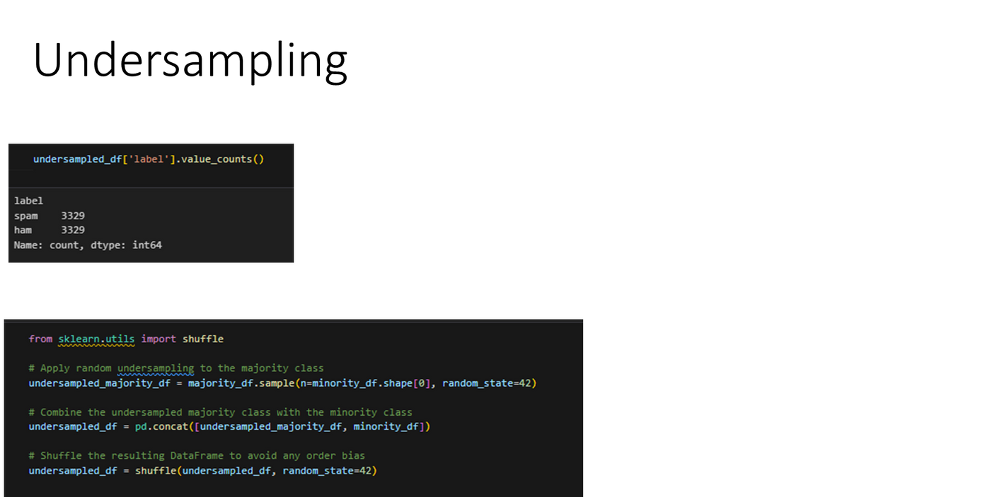 Undersampling
undersampled_df['label'].value_counts()
label
spam    3329
ham     3329
Name: count, dtype: int64
from sklearn.utils import shuffle
# Apply random undersampling to the majority class
undersampled_majority_df = majority_df.sample(n=minority_df.shape[0], random_state=42)
# Combine the undersampled majority class with the minority class
undersampled_df = pd.concat([undersampled_majority_df, minority_df])
# Shuffle the resulting DataFrame to avoid any order bias
undersampled_df = shuffle(undersampled_df, random_state=42)